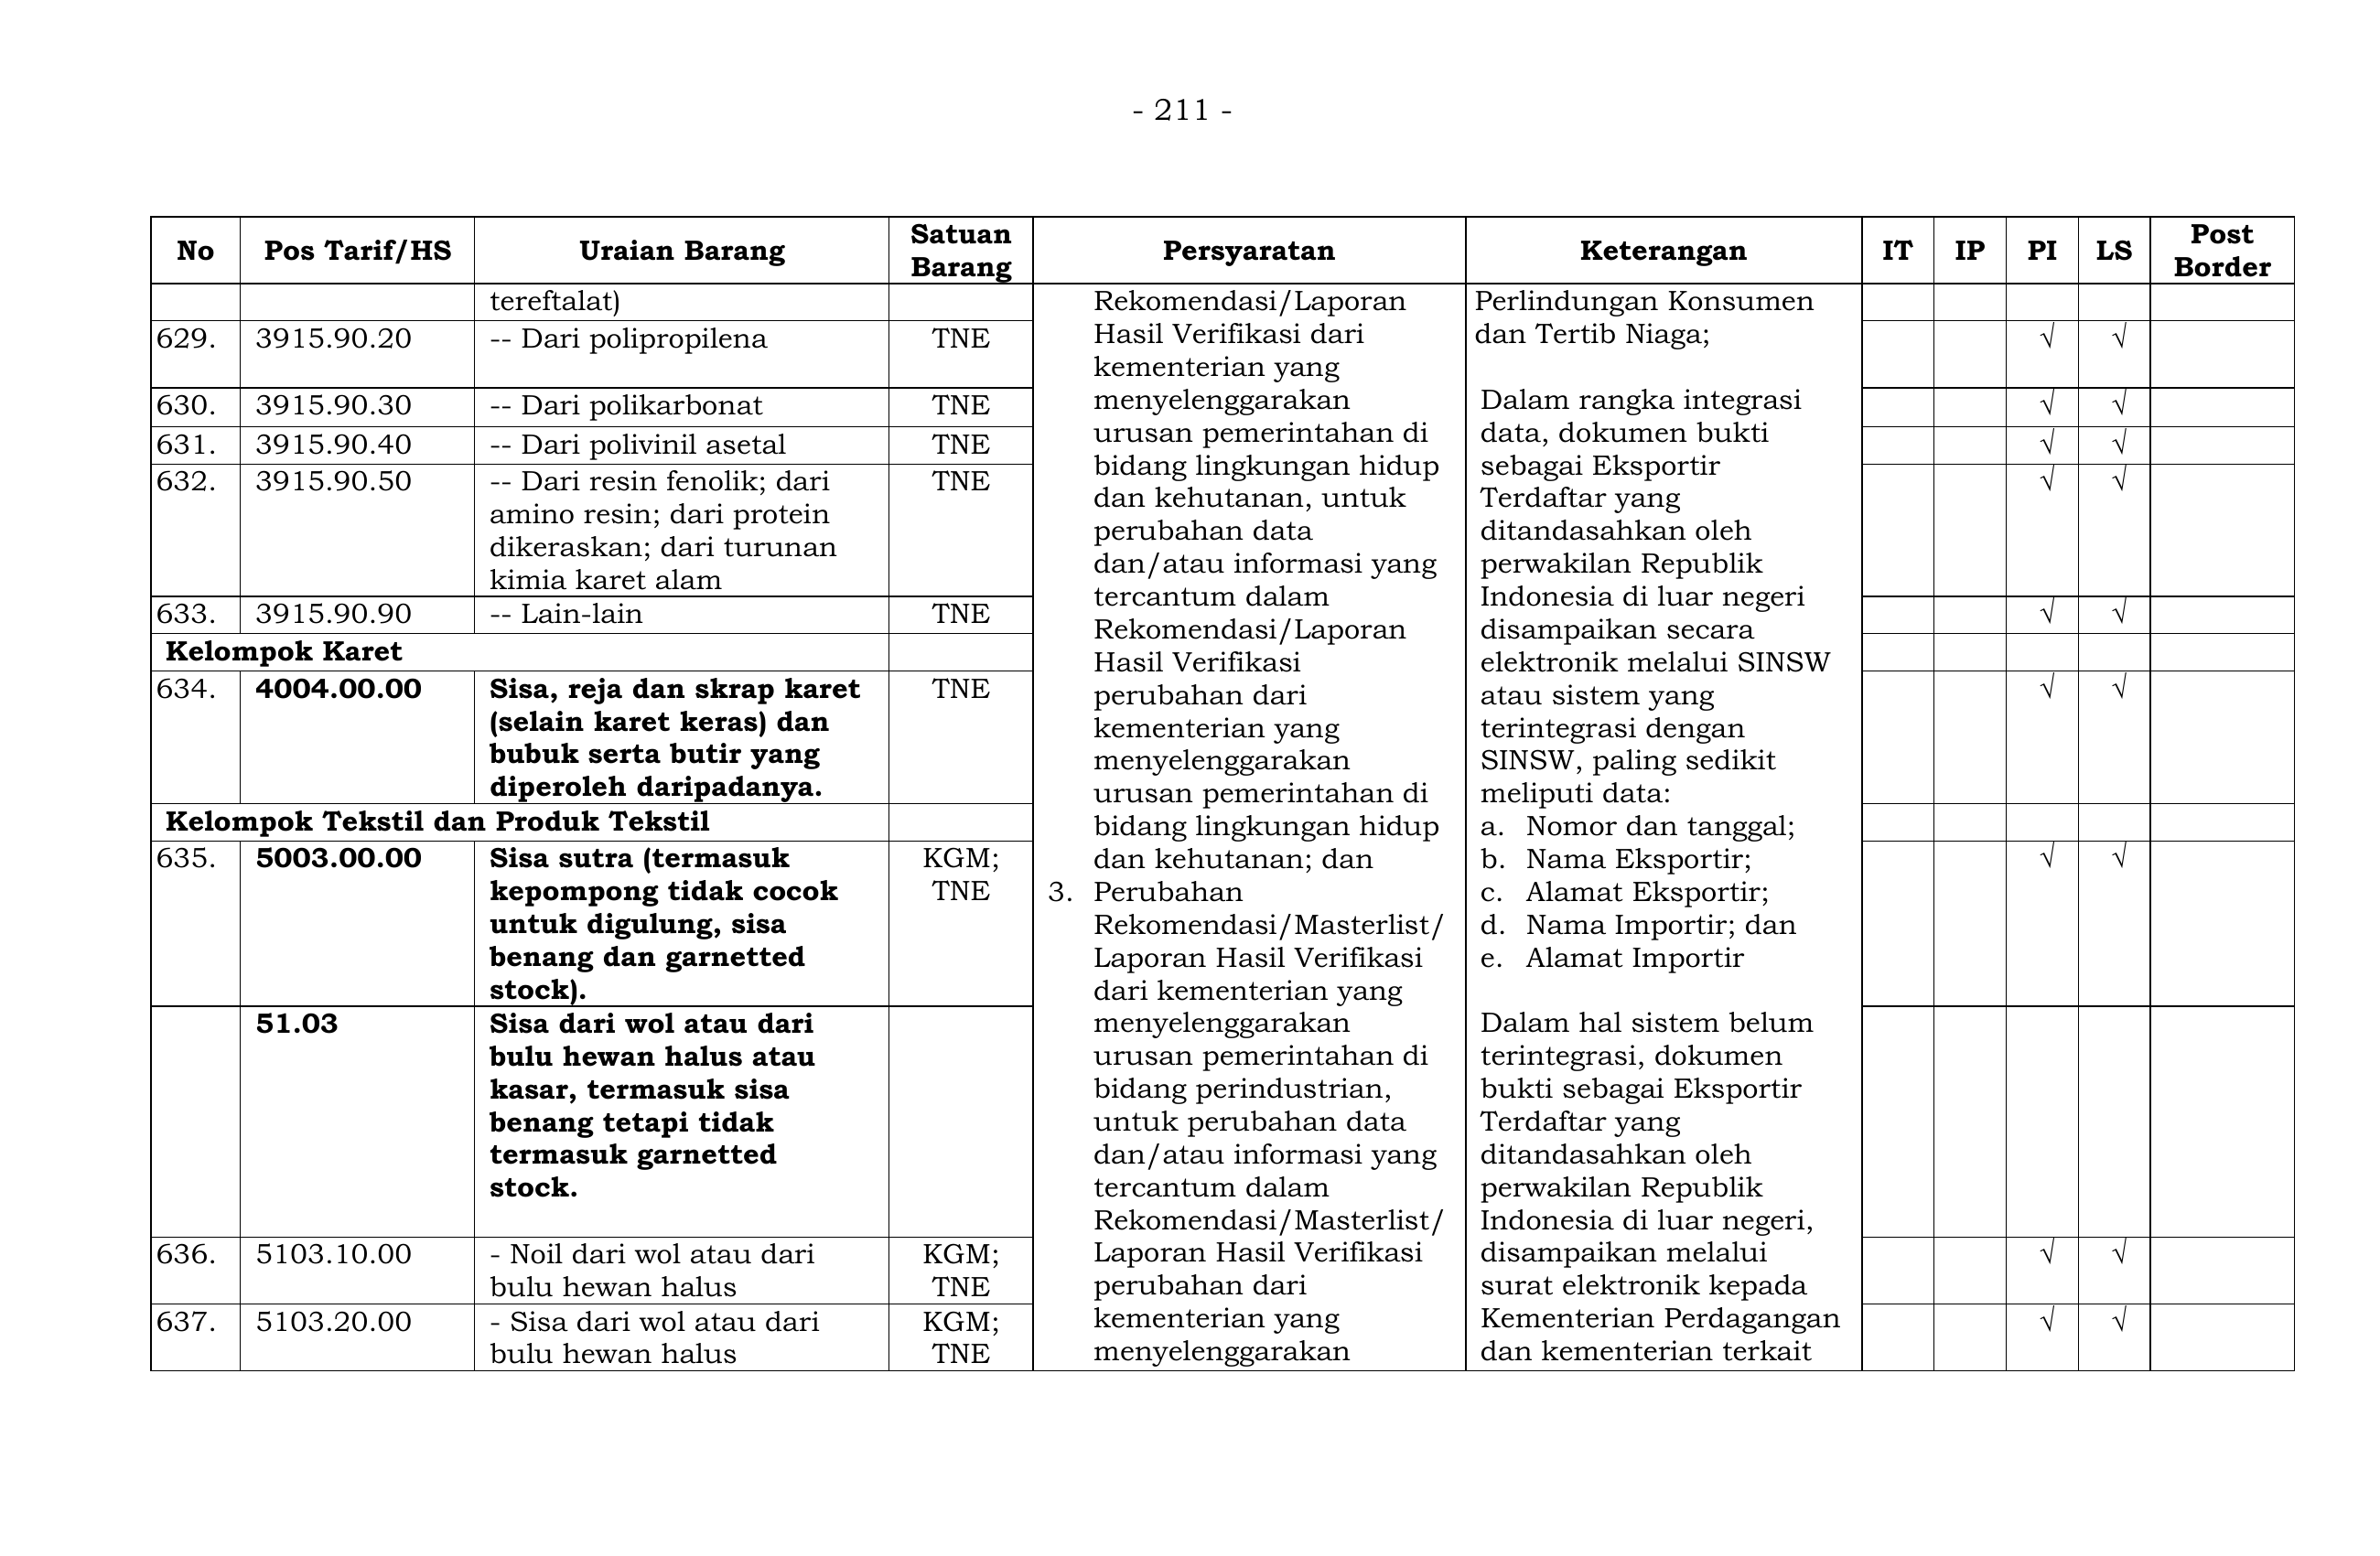 - 211 -
No Pos Tarif/HS Uraian Barang Satuan Barang Persyaratan Keterangan IT IP PI LS Post Border
tereftalat)
629. 3915.90.20 -- Dari polipropilena TNE √ √
630. 3915.90.30 -- Dari polikarbonat TNE √ √
631. 3915.90.40 -- Dari polivinil asetal TNE √ √
632. 3915.90.50 -- Dari resin fenolik; dari TNE √ √
amino resin; dari protein
dikeraskan; dari turunan
kimia karet alam
633. 3915.90.90 -- Lain-lain TNE √ √
Kelompok Karet
634. 4004.00.00 Sisa, reja dan skrap karet TNE √ √
(selain karet keras) dan
bubuk serta butir yang
diperoleh daripadanya.
Kelompok Tekstil dan Produk Tekstil
635. 5003.00.00 Sisa sutra (termasuk KGM; √ √
kepompong tidak cocok TNE
untuk digulung, sisa
benang dan garnetted
stock).
51.03 Sisa dari wol atau dari
bulu hewan halus atau
kasar, termasuk sisa
benang tetapi tidak
termasuk garnetted
stock.
636. 5103.10.00 - Noil dari wol atau dari KGM; √ √
bulu hewan halus TNE
637. 5103.20.00 - Sisa dari wol atau dari KGM; √ √
bulu hewan halus TNE
Rekomendasi/Laporan
Hasil Verifikasi dari
kementerian yang
menyelenggarakan
urusan pemerintahan di
bidang lingkungan hidup
dan kehutanan, untuk
perubahan data
dan/atau informasi yang
tercantum dalam
Rekomendasi/Laporan
Hasil Verifikasi
perubahan dari
kementerian yang
menyelenggarakan
urusan pemerintahan di
bidang lingkungan hidup
dan kehutanan; dan
3. Perubahan
Rekomendasi/Masterlist/
Laporan Hasil Verifikasi
dari kementerian yang
menyelenggarakan
urusan pemerintahan di
bidang perindustrian,
untuk perubahan data
dan/atau informasi yang
tercantum dalam
Rekomendasi/Masterlist/
Laporan Hasil Verifikasi
perubahan dari
kementerian yang
menyelenggarakan
Perlindungan Konsumen
dan Tertib Niaga;
Dalam rangka integrasi
data, dokumen bukti
sebagai Eksportir
Terdaftar yang
ditandasahkan oleh
perwakilan Republik
Indonesia di luar negeri
disampaikan secara
elektronik melalui SINSW
atau sistem yang
terintegrasi dengan
SINSW, paling sedikit
meliputi data:
a. Nomor dan tanggal;
b. Nama Eksportir;
c. Alamat Eksportir;
d. Nama Importir; dan
e. Alamat Importir
Dalam hal sistem belum
terintegrasi, dokumen
bukti sebagai Eksportir
Terdaftar yang
ditandasahkan oleh
perwakilan Republik
Indonesia di luar negeri,
disampaikan melalui
surat elektronik kepada
Kementerian Perdagangan
dan kementerian terkait